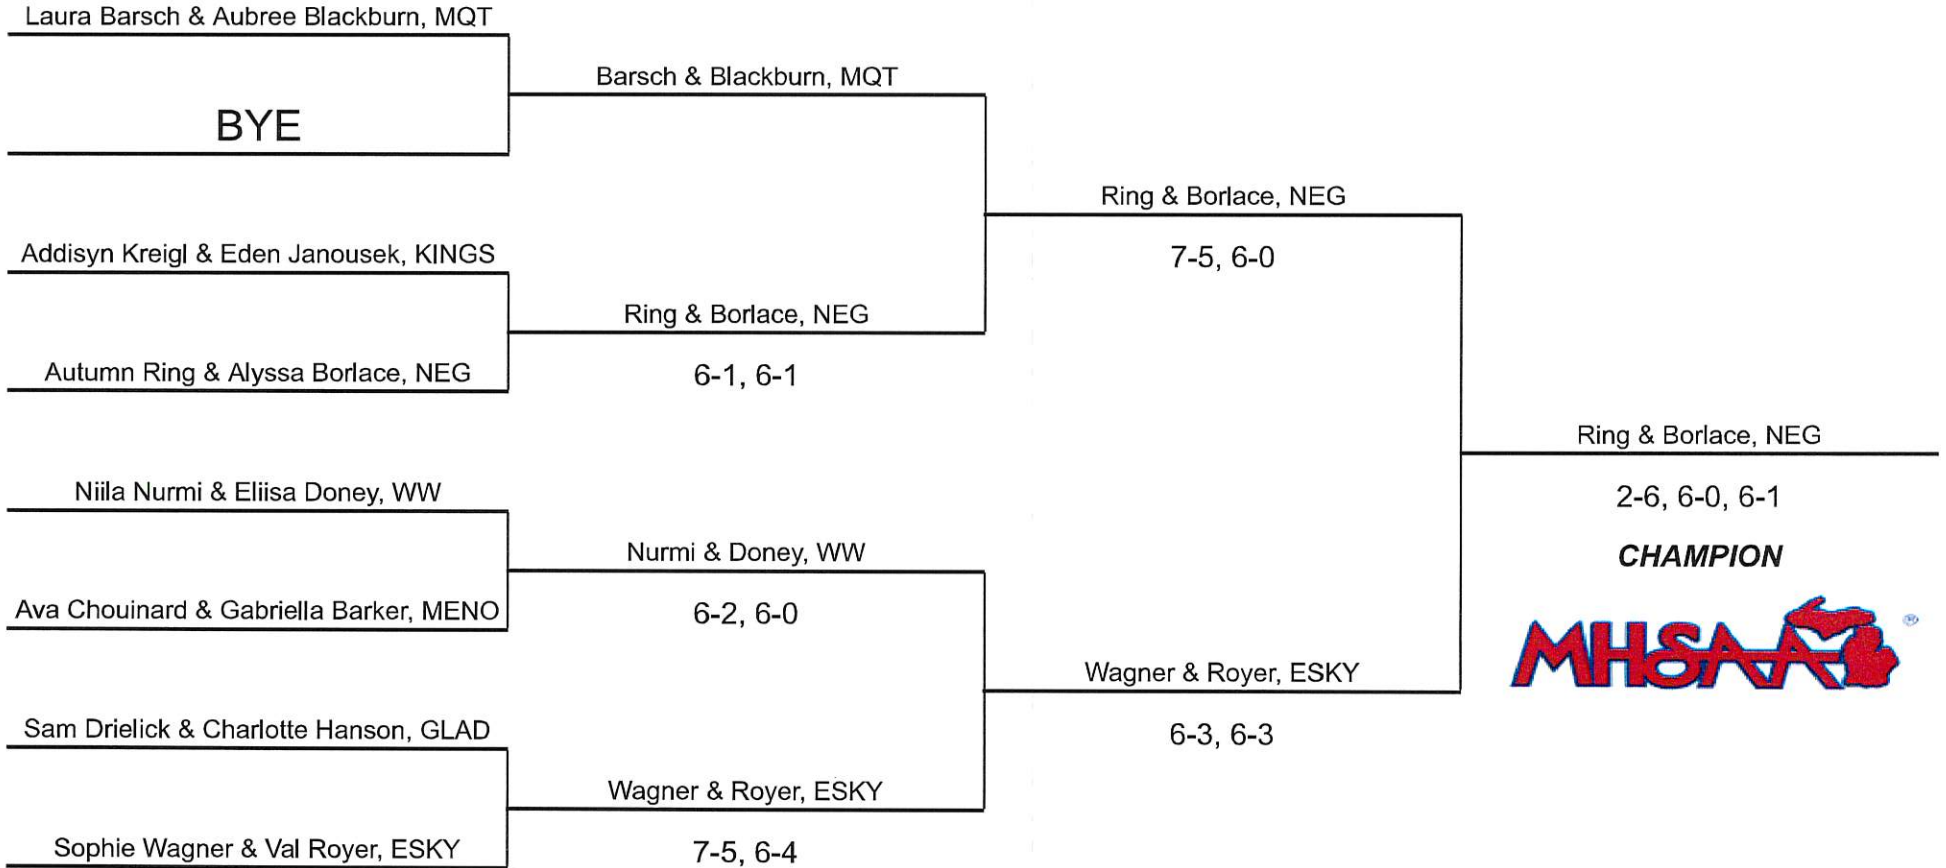 Laura Barsch & Aubree Blackburn, MQT
BYE
Addisyn Kreigl & Eden Janousek, KINGS
Autumn Ring & Alyssa Borlace, NEG
Niila Nurmi & Eliisa Doney, WW
Ava Chouinard & Gabriella Barker, MENO
Sam Drielick & Charlotte Hanson, GLAD
Sophie Wagner & Val Royer, ESKY
Barsch & Blackburn, MQT
Ring & Borlace, NEG
6-1, 6-1
Nurmi & Doney, WW
6-2, 6-0
Wagner & Royer, ESKY
7-5, 6-4
Ring & Borlace, NEG
7-5, 6-0
Wagner & Royer, ESKY
6-3, 6-3
Ring & Borlace, NEG
2-6, 6-0, 6-1
CHAMPION
MHSAA®